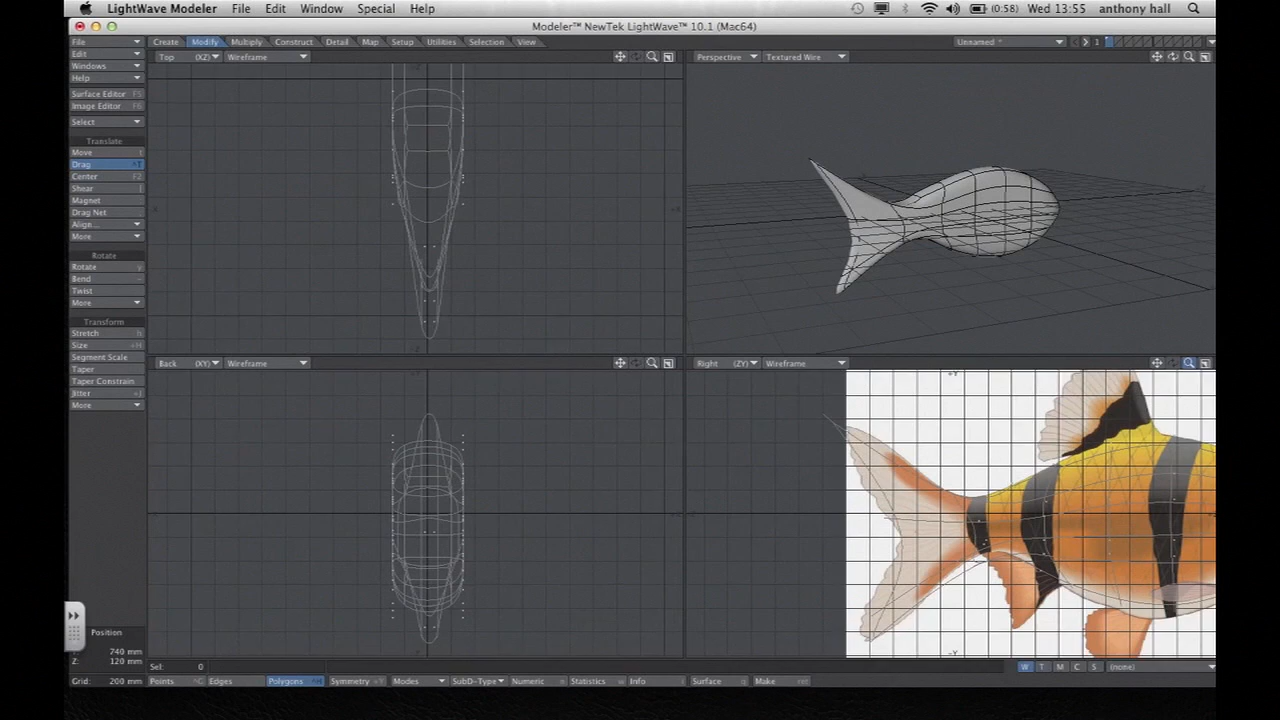 LightWave Modeler File Edit Window Special Help (0:58) Wed 13:55 anthony hall
Modeler™ NewTek LightWave™ 10.1 (Mac64)
File Create Modify Multiply Construct Detail Map Setup Utilities Selection View Unnamed * 1
Edit
Windows
Help
Top (XZ) Wireframe Perspective Textured Wire
Surface Editor F5
Image Editor F6
Select
Translate
Move t
Drag ^T
Center F2
Shear [
Magnet
Drag Net
Align...
More
Rotate
Rotate y
Bend ~
Twist
More
Transform
Stretch h
Size +H
Segment Scale
Taper
Taper Constrain
Jitter +J
More
Back (XY) Wireframe Right (ZY) Wireframe
Position
740 mm
Z: 120 mm
Grid: 200 mm
Sel: 0 W T M C S (none)
Points ^G Edges Polygons ^H Symmetry +Y Modes SubD-Type Numeric n Statistics w Info i Surface q Make ret